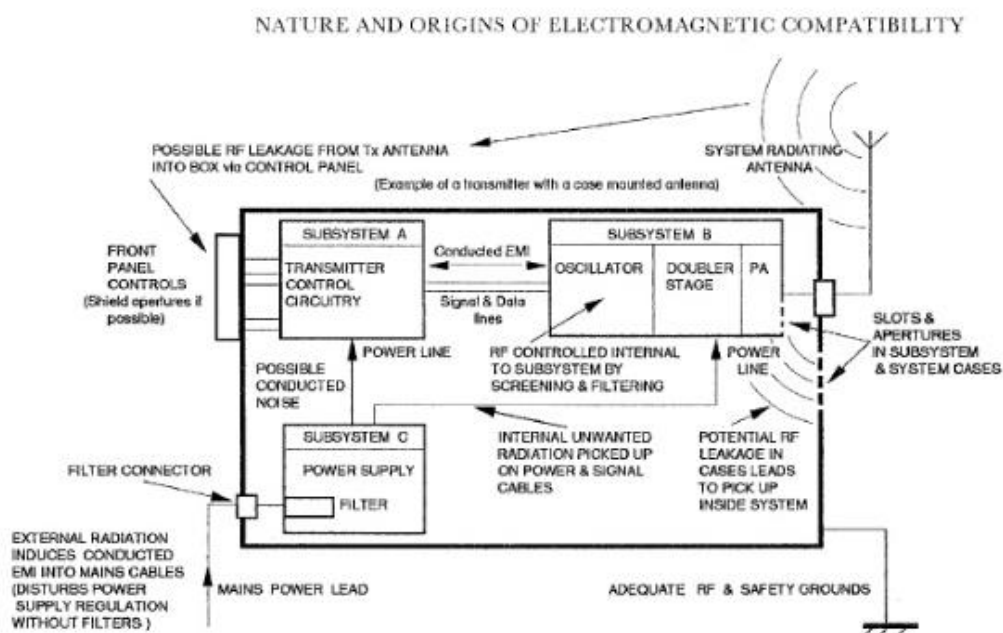 NATURE AND ORIGINS OF ELECTROMAGNETIC COMPATIBILITY
POSSIBLE RF LEAKAGE FROM Tx ANTENNA
INTO BOX via CONTROL PANEL
SYSTEM RADIATING
ANTENNA
(Example of a transmitter with a case mounted antenna)
FRONT
PANEL
CONTROLS
(Shield apertures if
possible)
SUBSYSTEM A
TRANSMITTER
CONTROL
CIRCUITRY
Conducted EMI
Signal & Data
lines
SUBSYSTEM B
OSCILLATOR
DOUBLER
STAGE
PA
SLOTS &
APERTURES
IN SUBSYSTEM
& SYSTEM CASES
POWER LINE
POSSIBLE
CONDUCTED
NOISE
RF CONTROLLED INTERNAL
TO SUBSYSTEM BY
SCREENING & FILTERING
POWER
LINE
SUBSYSTEM C
POWER SUPPLY
FILTER
INTERNAL UNWANTED
RADIATION PICKED UP
ON POWER & SIGNAL
CABLES
POTENTIAL RF
LEAKAGE IN
CASES LEADS
TO PICK UP
INSIDE SYSTEM
FILTER CONNECTOR
EXTERNAL RADIATION
INDUCES CONDUCTED
EMI INTO MAINS CABLES
(DISTURBS POWER
SUPPLY REGULATION
WITHOUT FILTERS )
MAINS POWER LEAD
ADEQUATE RF & SAFETY GROUNDS